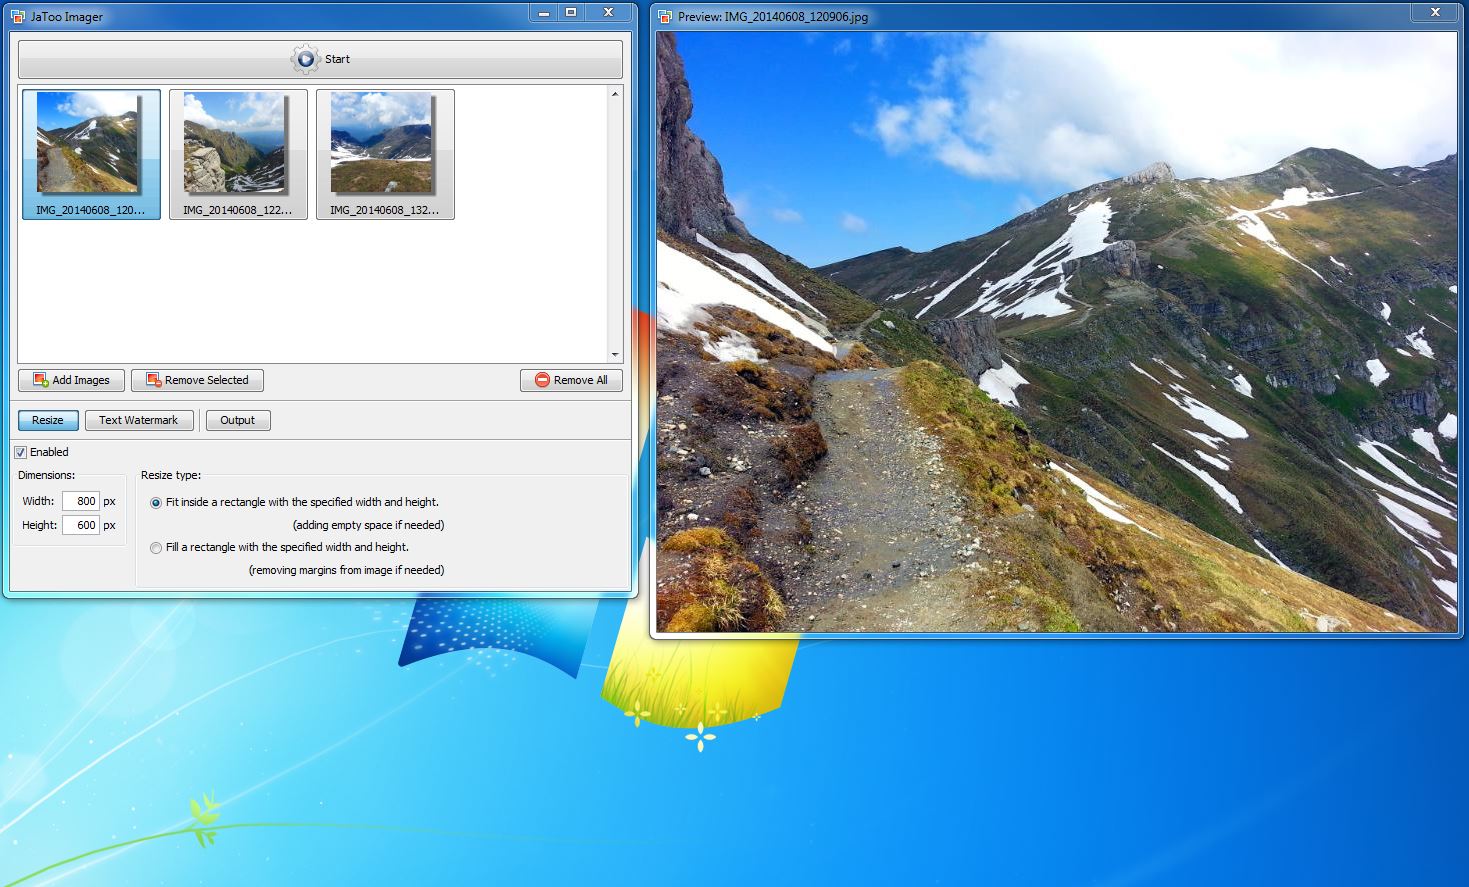 JaToo Imager
Start
IMG_20140608_120...
IMG_20140608_122...
IMG_20140608_132...
Add Images
Remove Selected
Remove All
Resize
Text Watermark
Output
Enabled
Dimensions:
Width: 800 px
Height: 600 px
Resize type:
Fit inside a rectangle with the specified width and height.
(adding empty space if needed)
Fill a rectangle with the specified width and height.
(removing margins from image if needed)
Preview: IMG_20140608_120906.jpg